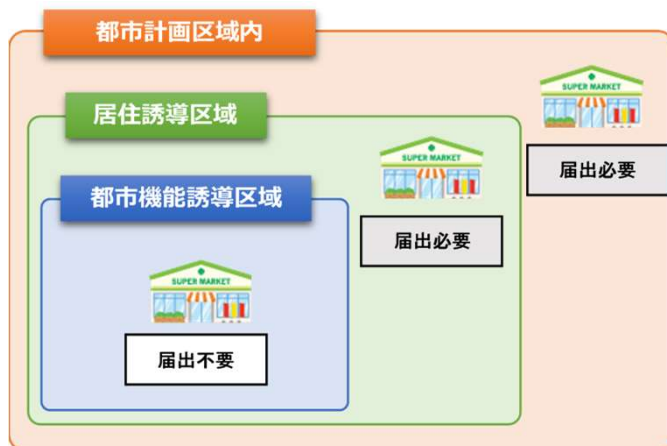 都市計画区域内
居住誘導区域
都市機能誘導区域
SUPER MARKET
届出必要
SUPER MARKET
届出必要
SUPER MARKET
届出不要